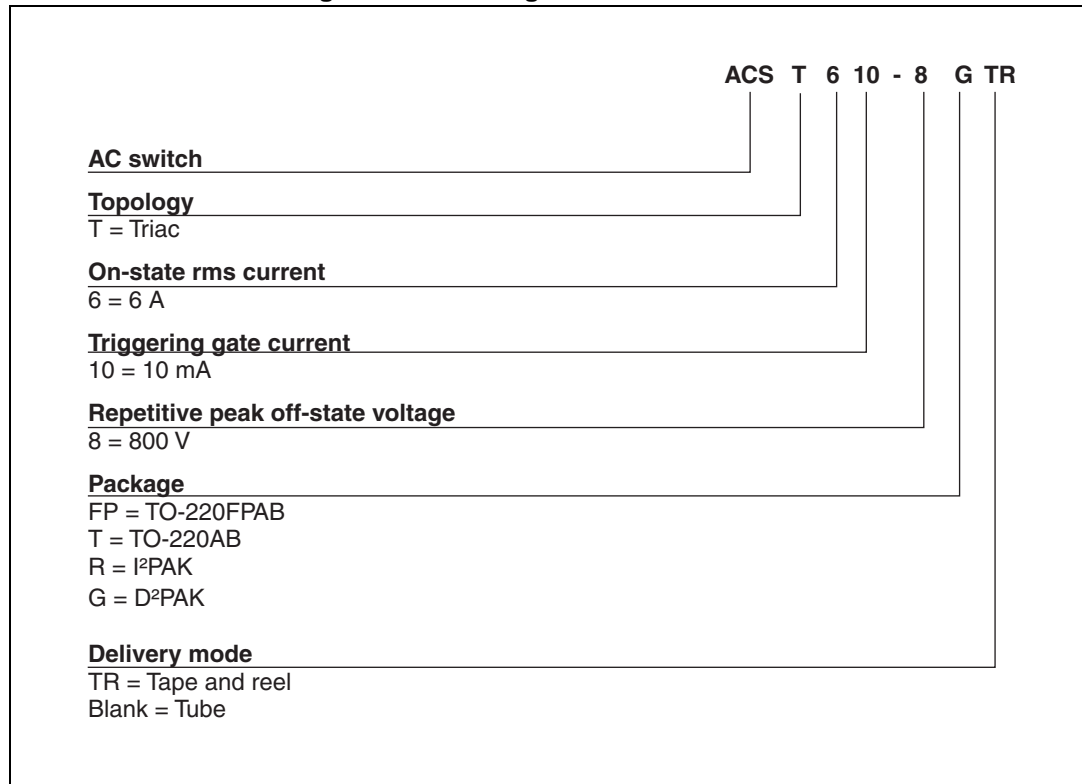 ACS T 6 10 - 8 G TR
AC switch
Topology
T = Triac
On-state rms current
6 = 6 A
Triggering gate current
10 = 10 mA
Repetitive peak off-state voltage
8 = 800 V
Package
FP = TO-220FPAB
T = TO-220AB
R = I²PAK
G = D²PAK
Delivery mode
TR = Tape and reel
Blank = Tube